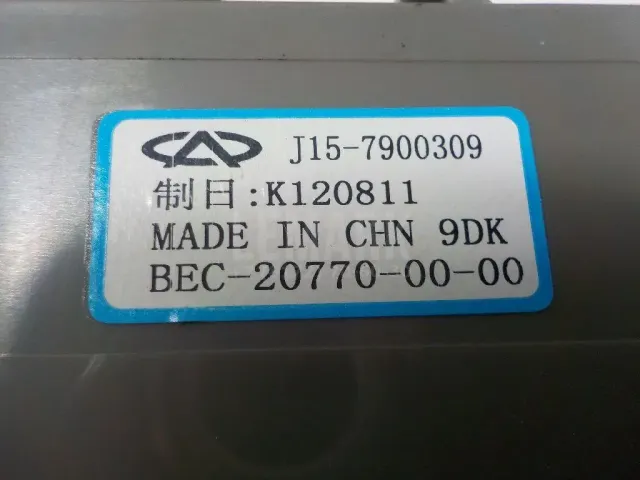 J15-7900309
制日:K120811
MADE IN CHN 9DK
BEC-20770-00-00